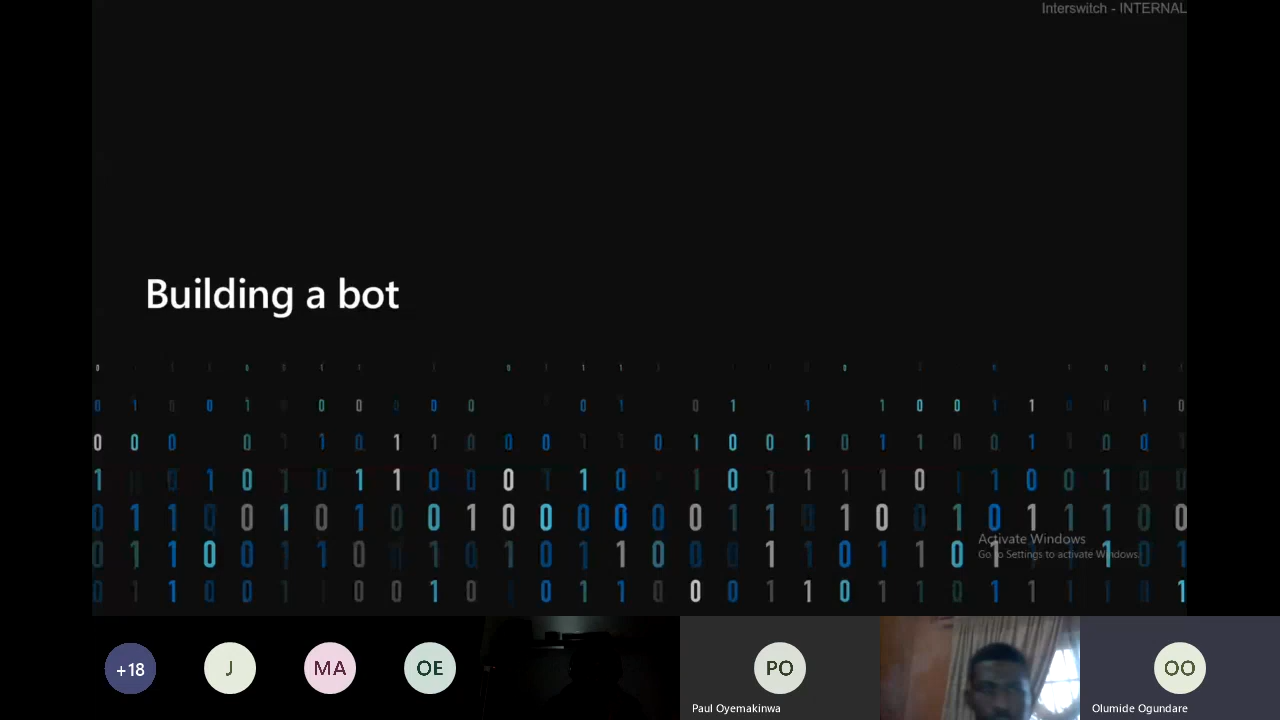 Interswitch - INTERNAL
Building a bot
Activate Windows
Go to Settings to activate Windows.
+18
J
MA
OE
PO
Paul Oyemakinwa
OO
Olumide Ogundare